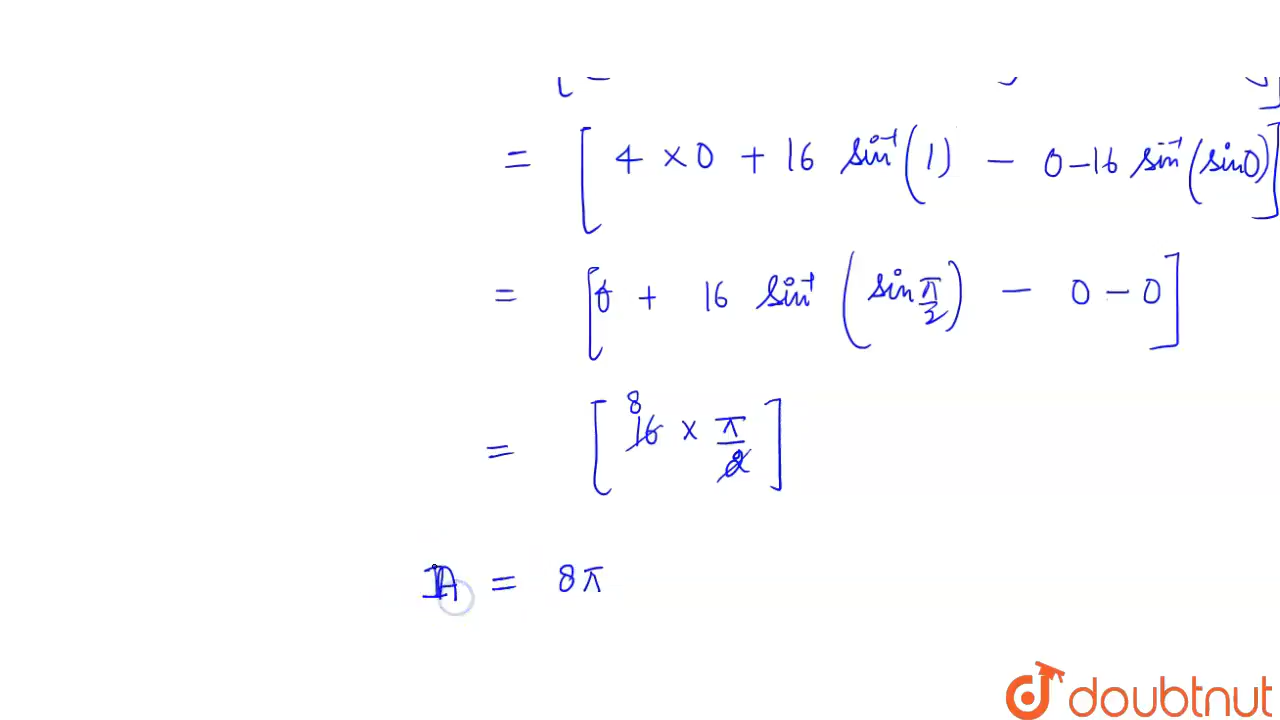 = [ 4 × 0 + 16 sin⁻¹(1) − 0 − 16 sin⁻¹(sin0) ]
= [ 0 + 16 sin⁻¹(sin π/2) − 0 − 0 ]
8
= [ 16 × π/2 ]
A = 8π
doubtnut